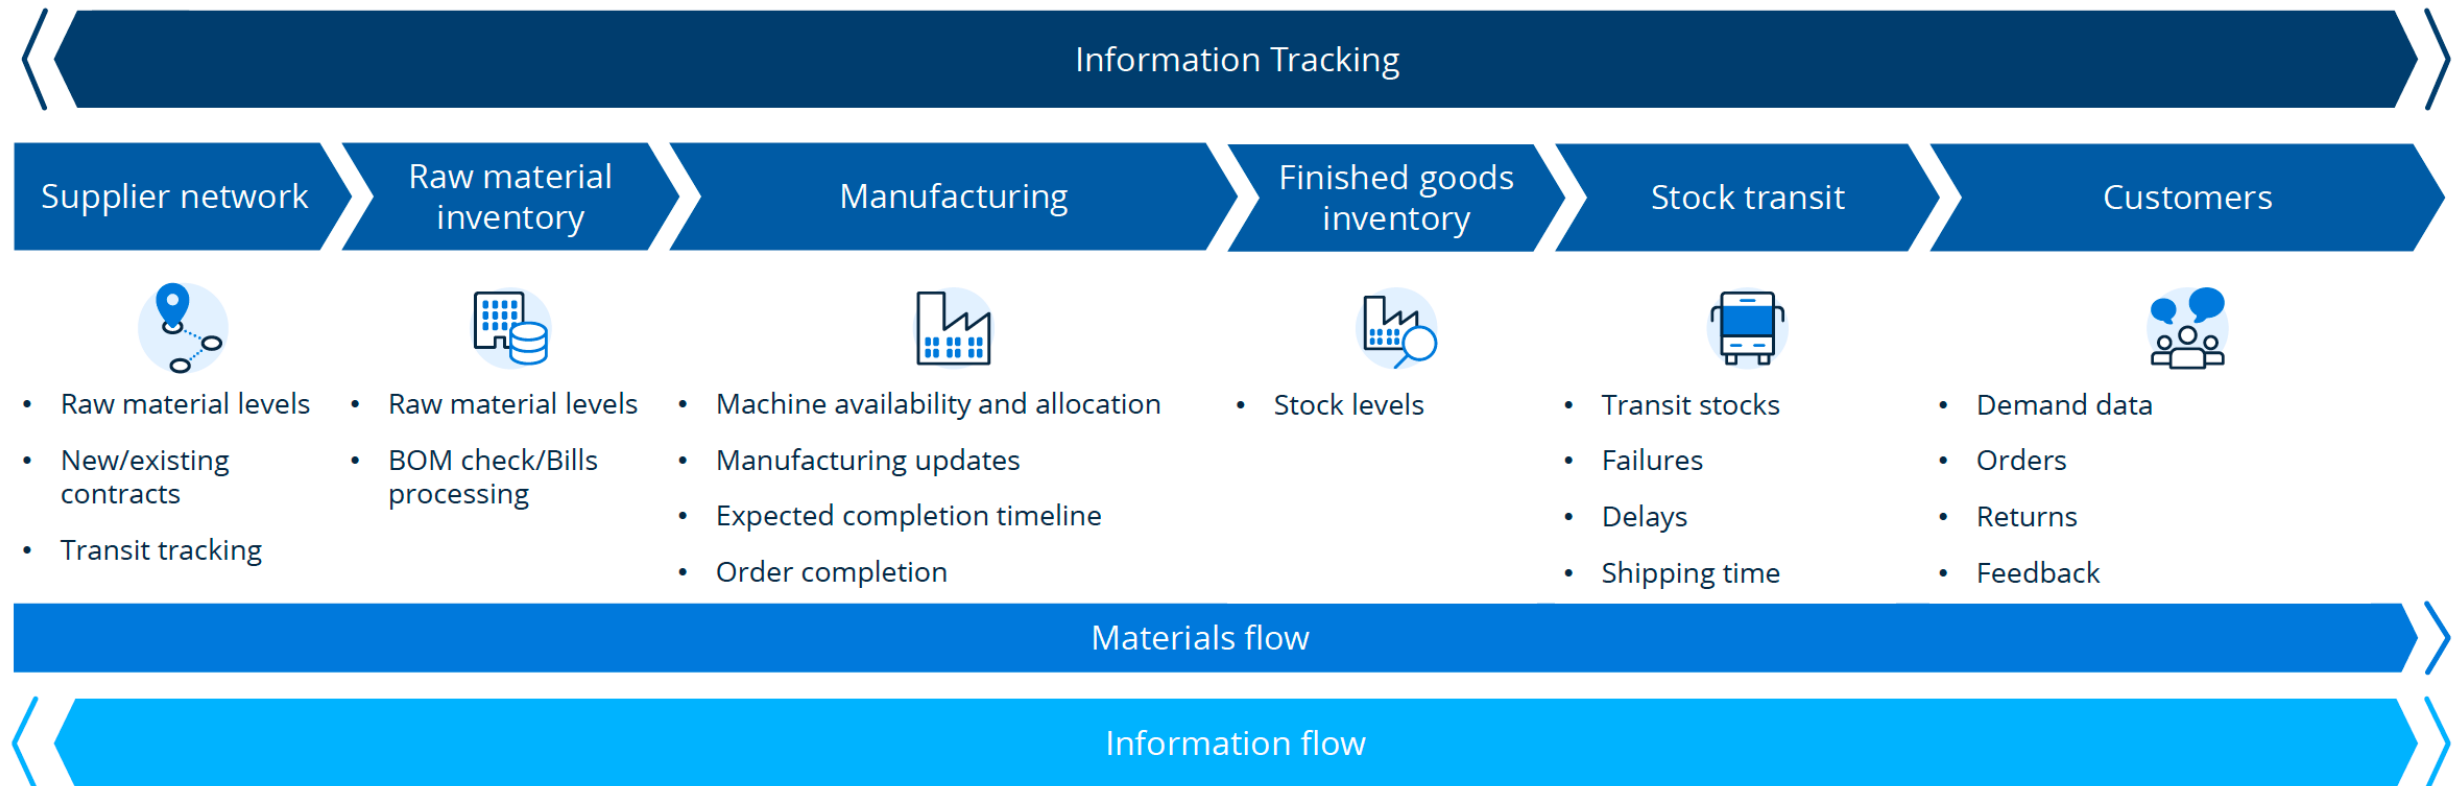 Information Tracking
Supplier network
Raw material
inventory
Manufacturing
Finished goods
inventory
Stock transit
Customers
• Raw material levels
• New/existing
contracts
• Transit tracking
• Raw material levels
• BOM check/Bills
processing
• Machine availability and allocation
• Manufacturing updates
• Expected completion timeline
• Order completion
• Stock levels
• Transit stocks
• Failures
• Delays
• Shipping time
• Demand data
• Orders
• Returns
• Feedback
Materials flow
Information flow